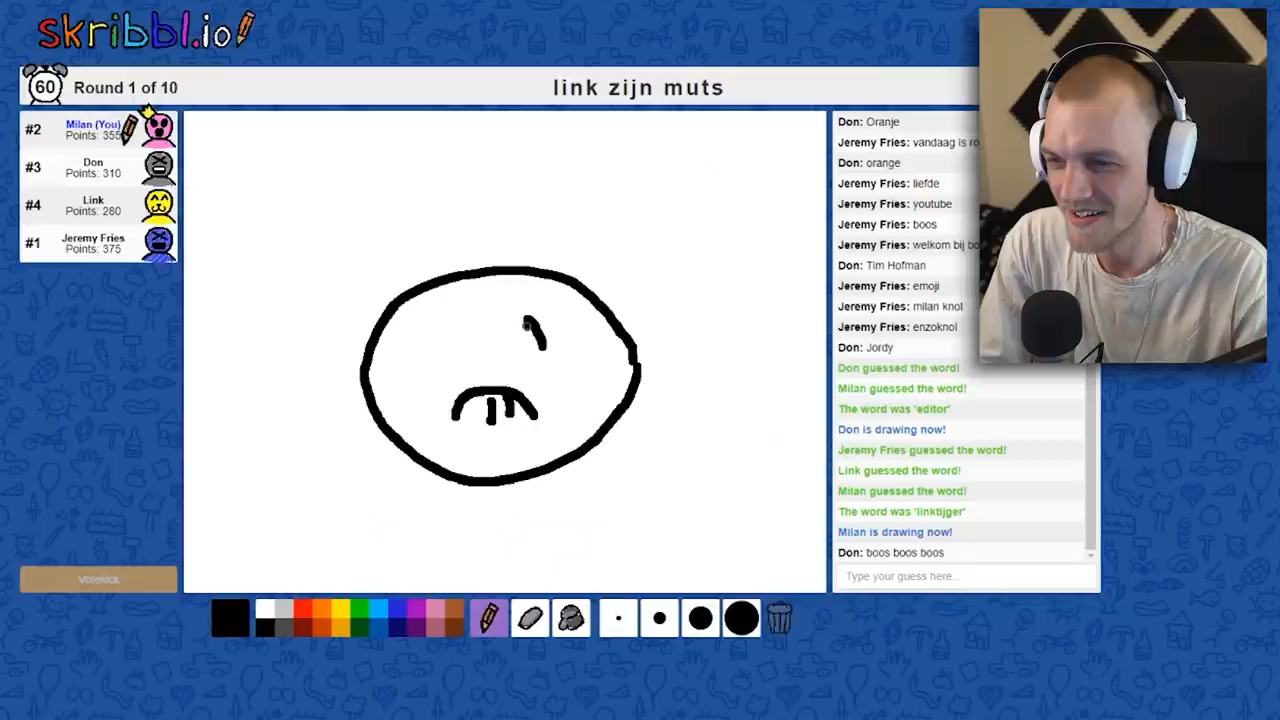 skribbl.io
60
Round 1 of 10
link zijn muts
#2
Milan (You)
Points: 355
#3
Don
Points: 310
#4
Link
Points: 280
#1
Jeremy Fries
Points: 375
Votekick
Don: Oranje
Jeremy Fries: vandaag is ro
Don: orange
Jeremy Fries: liefde
Jeremy Fries: youtube
Jeremy Fries: boos
Jeremy Fries: welkom bij bo
Don: Tim Hofman
Jeremy Fries: emoji
Jeremy Fries: milan knol
Jeremy Fries: enzoknol
Don: Jordy
Don guessed the word!
Milan guessed the word!
The word was 'editor'
Don is drawing now!
Jeremy Fries guessed the word!
Link guessed the word!
Milan guessed the word!
The word was 'linktijger'
Milan is drawing now!
Don: boos boos boos
Type your guess here...